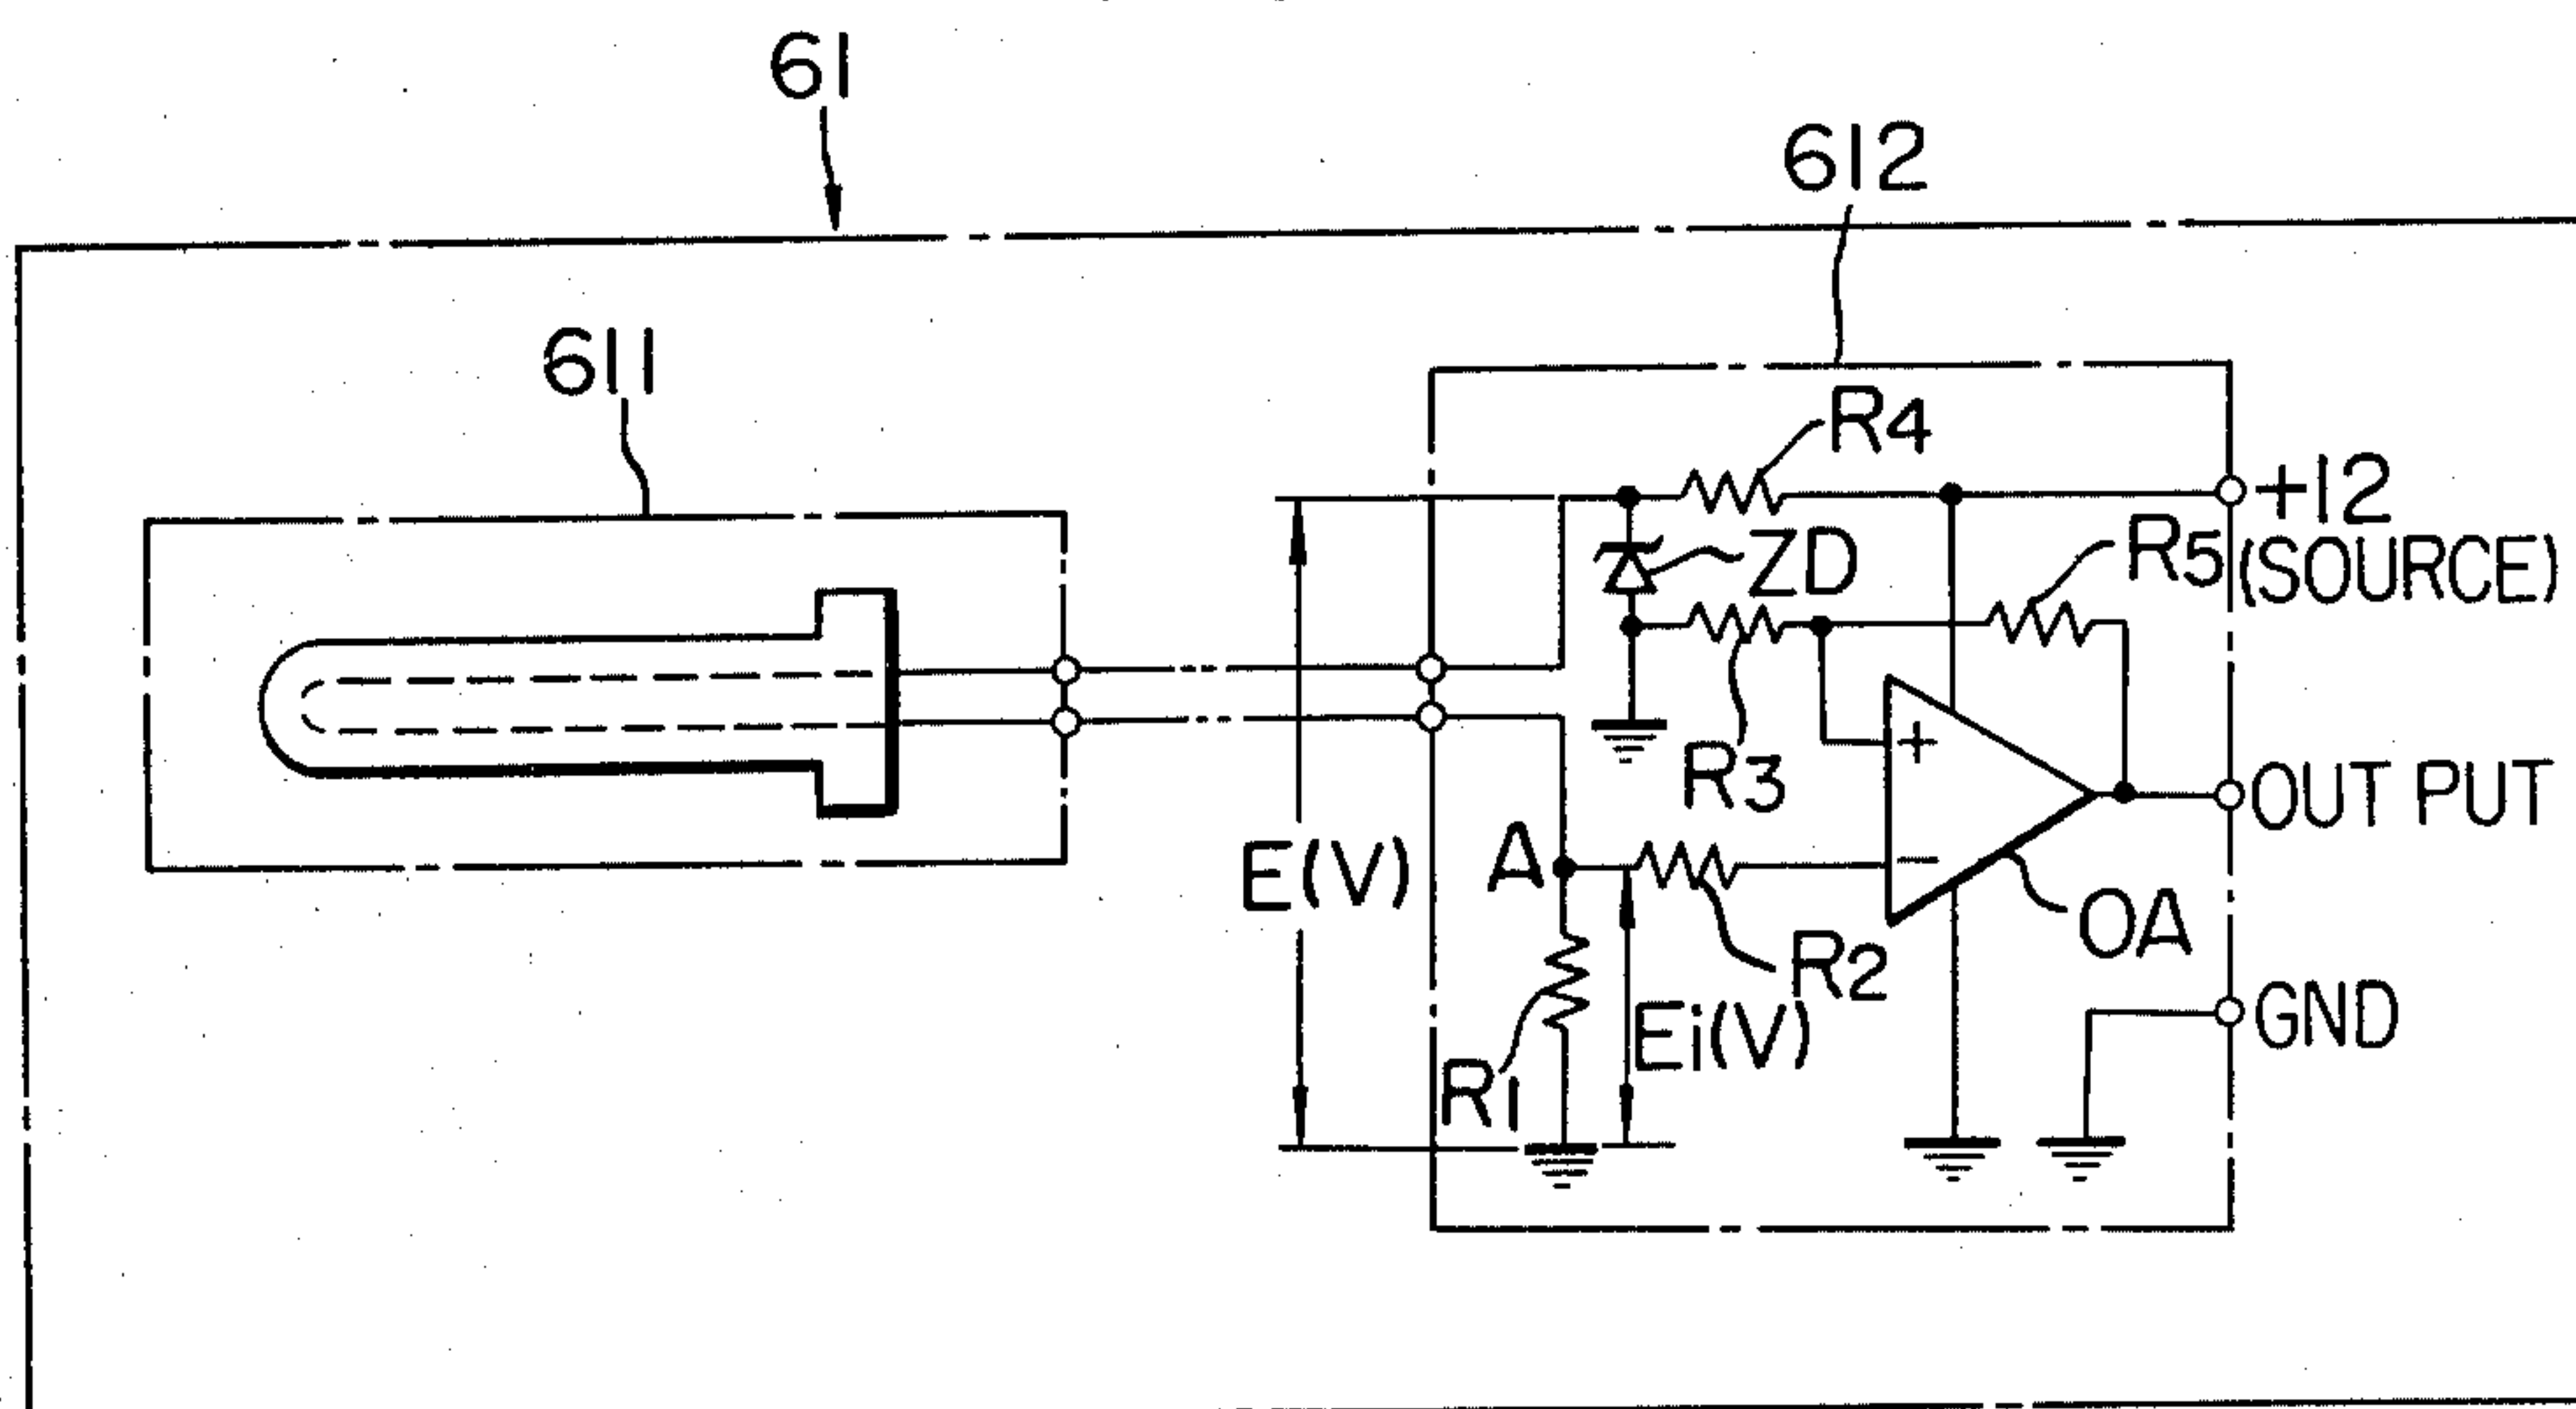 61
612
611
R4
+12
R5 (SOURCE)
ZD
R3
+
OUT PUT
E(V)
A
-
OA
R2
Ei(V)
GND
R1